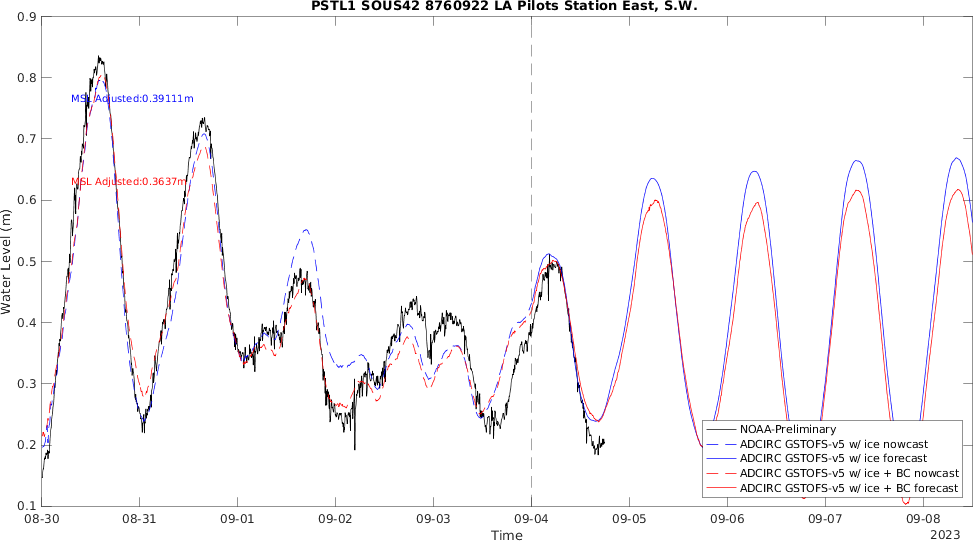 PSTL1 SOUS42 8760922 LA Pilots Station East, S.W.
0.9
0.8
MSL Adjusted:0.39111m
0.7
MSL Adjusted:0.3637m
0.6
0.5
0.4
0.3
0.2
0.1
Water Level (m)
NOAA-Preliminary
ADCIRC GSTOFS-v5 w/ ice nowcast
ADCIRC GSTOFS-v5 w/ ice forecast
ADCIRC GSTOFS-v5 w/ ice + BC nowcast
ADCIRC GSTOFS-v5 w/ ice + BC forecast
08-30 08-31 09-01 09-02 09-03 09-04 09-05 09-06 09-07 09-08
Time
2023